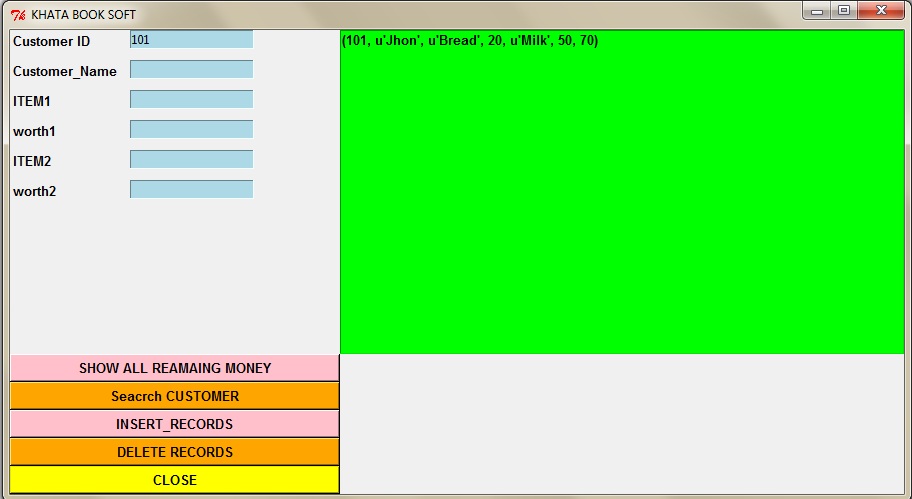 KHATA BOOK SOFT
Customer ID 101
(101, u'Jhon', u'Bread', 20, u'Milk', 50, 70)
Customer_Name
ITEM1
worth1
ITEM2
worth2
SHOW ALL REAMAING MONEY
Seacrch CUSTOMER
INSERT_RECORDS
DELETE RECORDS
CLOSE